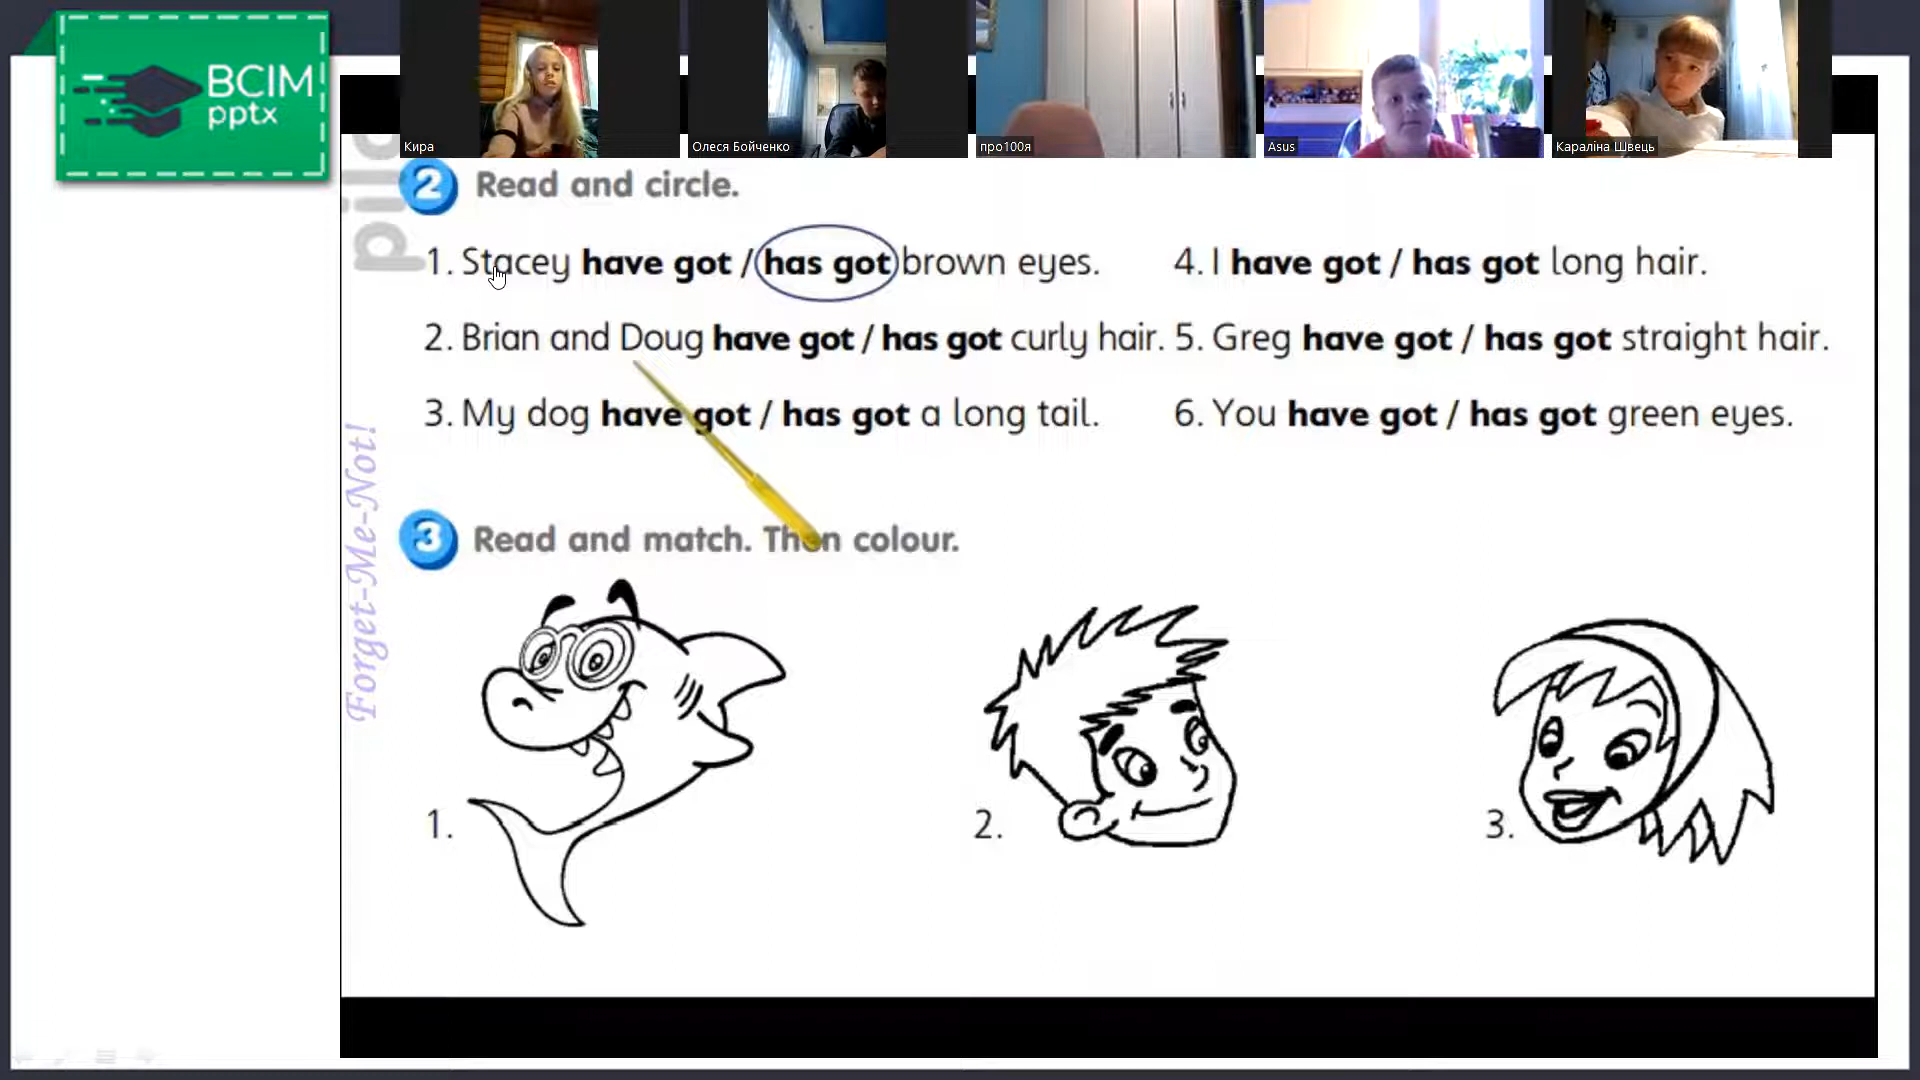 BCIM
pptx
Кира
Олеся Бойченко
про100я
Asus
Караліна Швець
2 Read and circle.
1. Stacey have got / has got brown eyes.
2. Brian and Doug have got / has got curly hair.
3. My dog have got / has got a long tail.
4. I have got / has got long hair.
5. Greg have got / has got straight hair.
6. You have got / has got green eyes.
Forget-Me-Not!
3 Read and match. Then colour.
1.
2.
3.